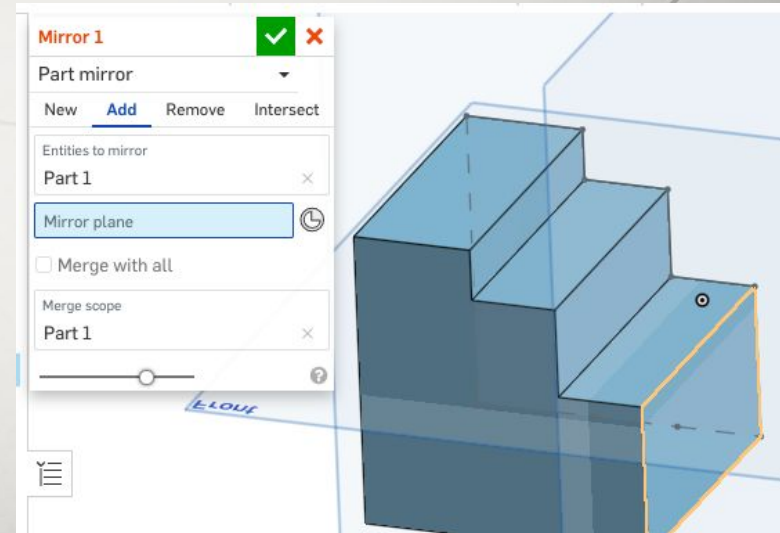 Mirror 1
Part mirror
New Add Remove Intersect
Entities to mirror
Part 1
Mirror plane
Merge with all
Merge scope
Part 1
Front